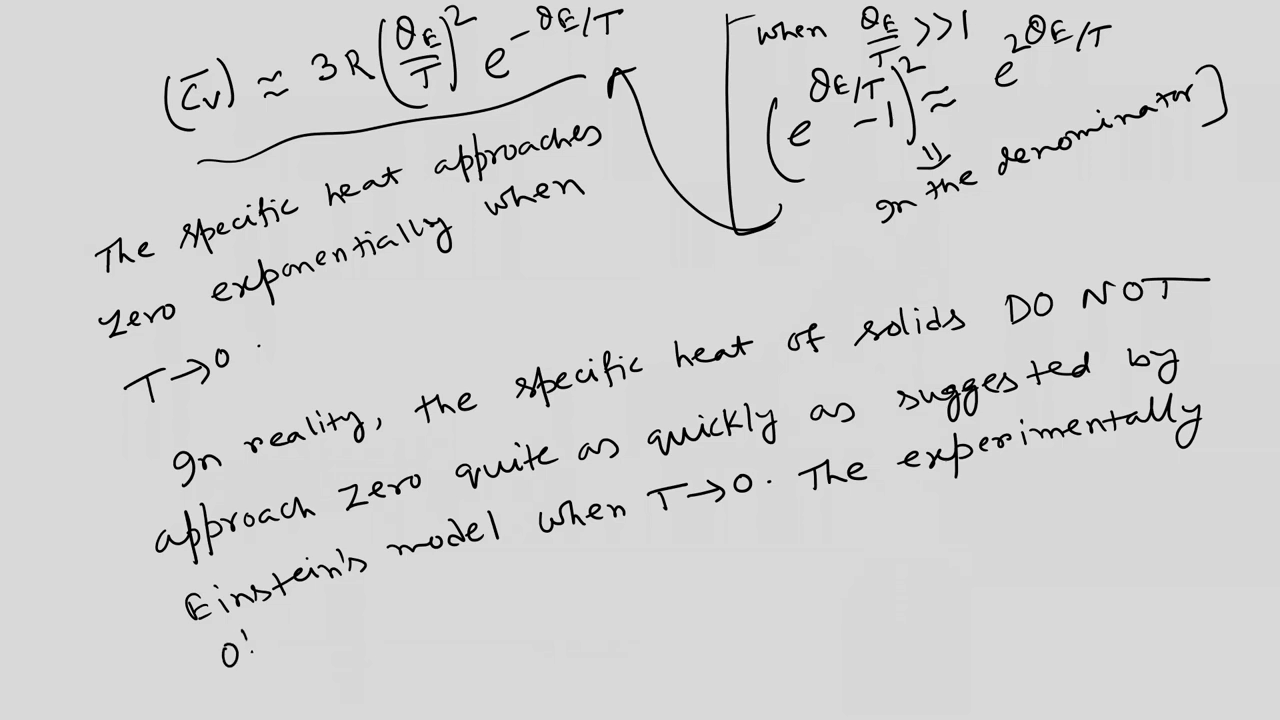 (C̄v) ≈ 3R(θE/T)² e^(-θE/T)
[when θE/T >> 1
(e^(θE/T) - 1)² ≈ e^(2θE/T)
⇓
In the denominator]
The specific heat approaches
zero exponentially when
T→0.
In reality, the specific heat of solids DO NOT
approach zero quite as quickly as suggested by
Einstein's model when T→0. The experimentally